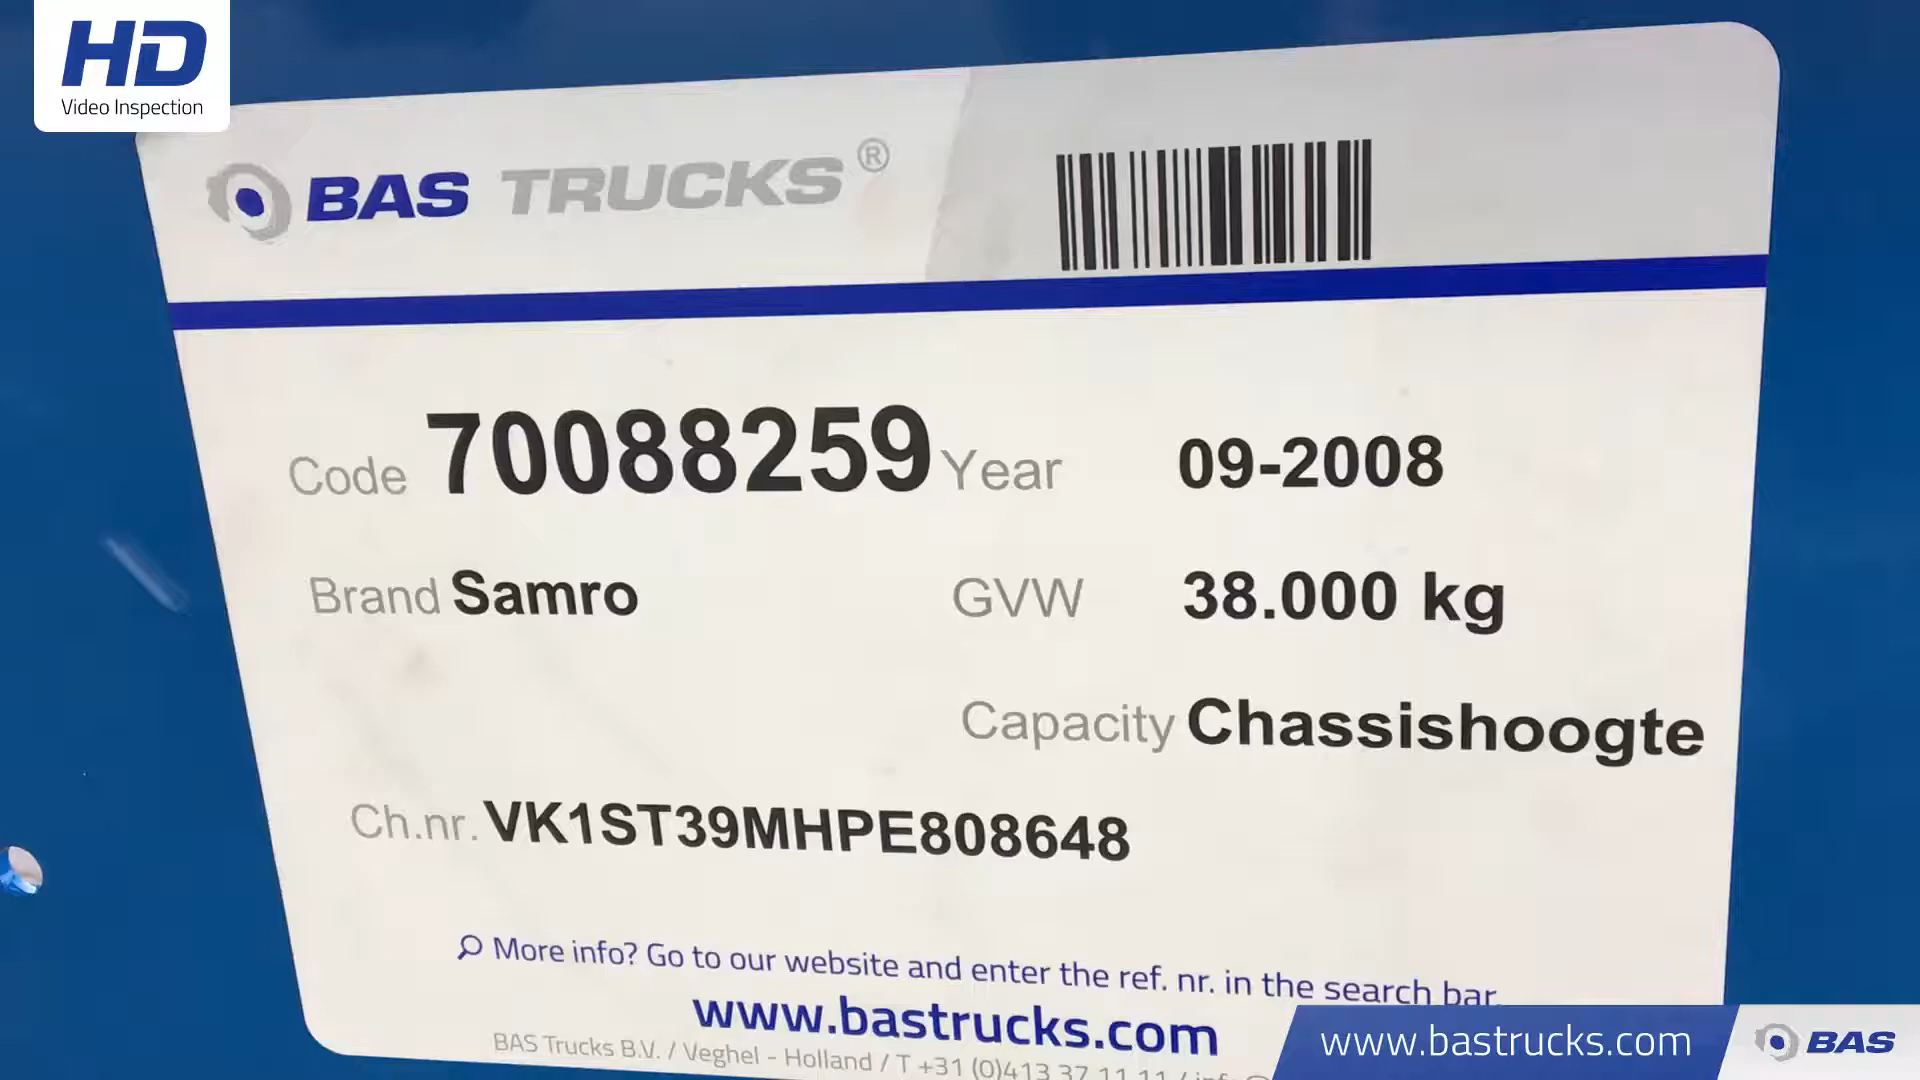 HD
Video Inspection
BAS TRUCKS®
Code 70088259 Year 09-2008
Brand Samro GVW 38.000 kg
Capacity Chassishoogte
Ch.nr. VK1ST39MHPE808648
More info? Go to our website and enter the ref. nr. in the search bar
www.bastrucks.com
BAS Trucks B.V. / Veghel - Holland / T +31 (0)413 37 11 11 /
www.bastrucks.com BAS